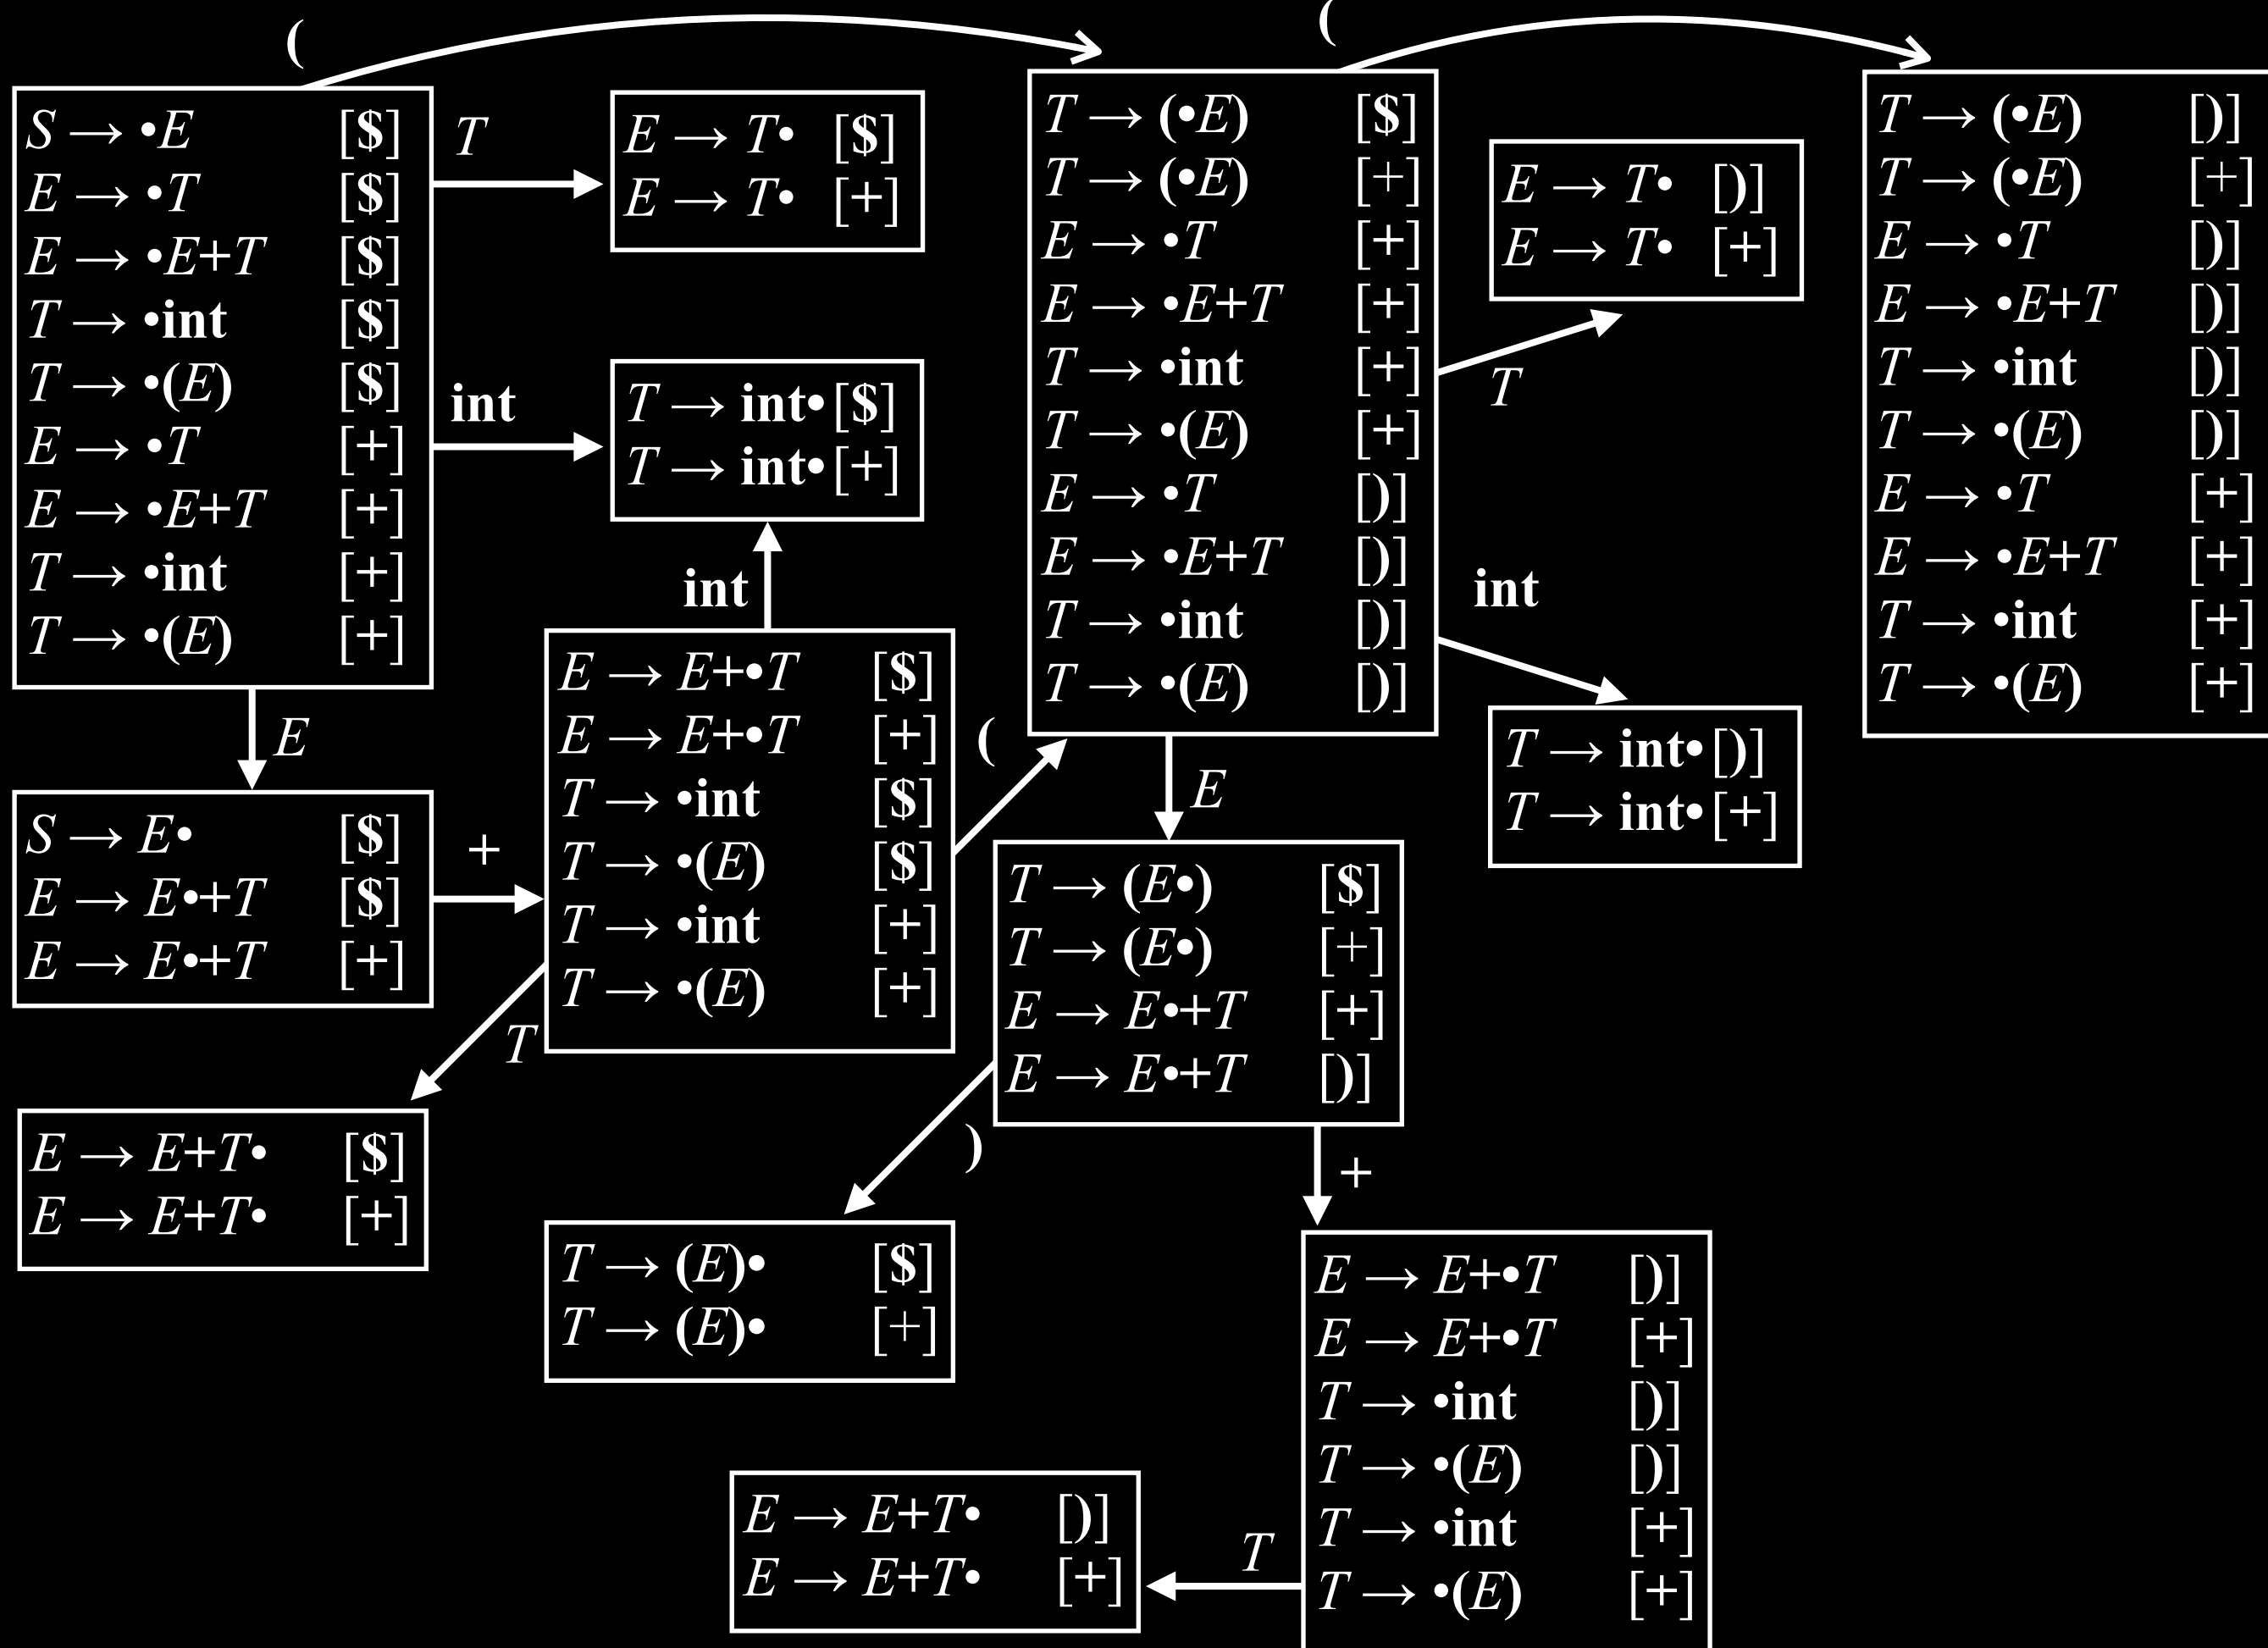 (
(
S → •E [$]
E → •T [$]
E → •E+T [$]
T → •int [$]
T → •(E) [$]
E → •T [+]
E → •E+T [+]
T → •int [+]
T → •(E) [+]
T
E → T• [$]
E → T• [+]
int
T → int• [$]
T → int• [+]
int
T → (•E) [$]
T → (•E) [+]
E → •T [+]
E → •E+T [+]
T → •int [+]
T → •(E) [+]
E → •T [)]
E → •E+T [)]
T → •int [)]
T → •(E) [)]
E → T• [)]
E → T• [+]
T
int
T → int• [)]
T → int• [+]
T → (•E) [)]
T → (•E) [+]
E → •T [)]
E → •E+T [)]
T → •int [)]
T → •(E) [)]
E → •T [+]
E → •E+T [+]
T → •int [+]
T → •(E) [+]
E
S → E• [$]
E → E•+T [$]
E → E•+T [+]
+
E → E+•T [$]
E → E+•T [+]
T → •int [$]
T → •(E) [$]
T → •int [+]
T → •(E) [+]
(
E
T → (E•) [$]
T → (E•) [+]
E → E•+T [+]
E → E•+T [)]
T
E → E+T• [$]
E → E+T• [+]
)
T → (E)• [$]
T → (E)• [+]
+
E → E+•T [)]
E → E+•T [+]
T → •int [)]
T → •(E) [)]
T → •int [+]
T → •(E) [+]
T
E → E+T• [)]
E → E+T• [+]